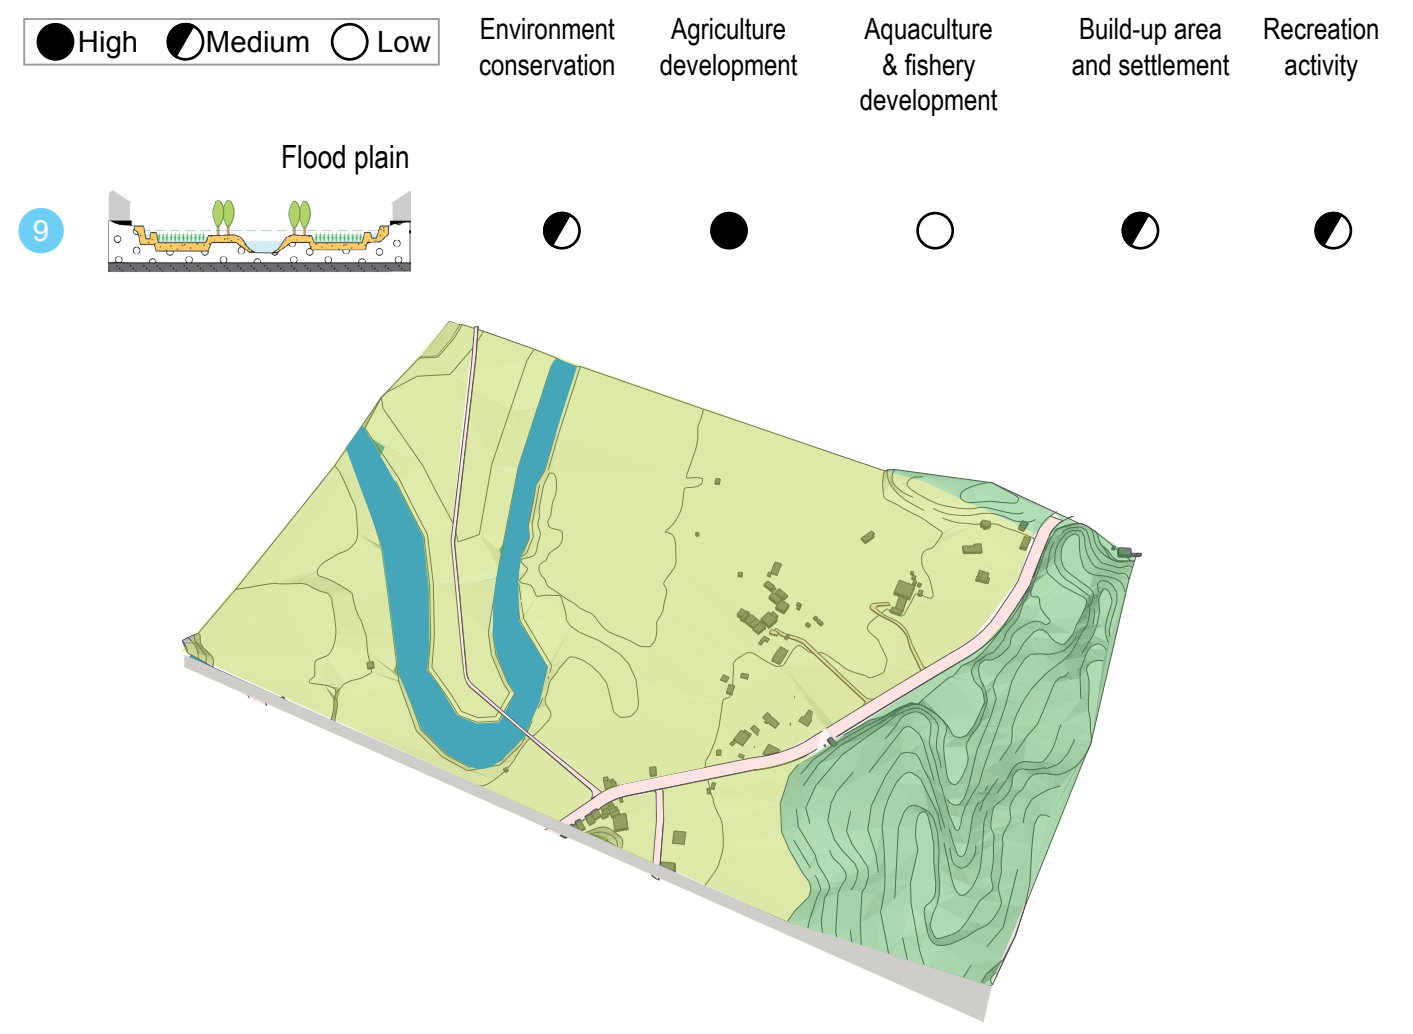 High Medium Low
Environment
conservation
Agriculture
development
Aquaculture
& fishery
development
Build-up area
and settlement
Recreation
activity
Flood plain
9